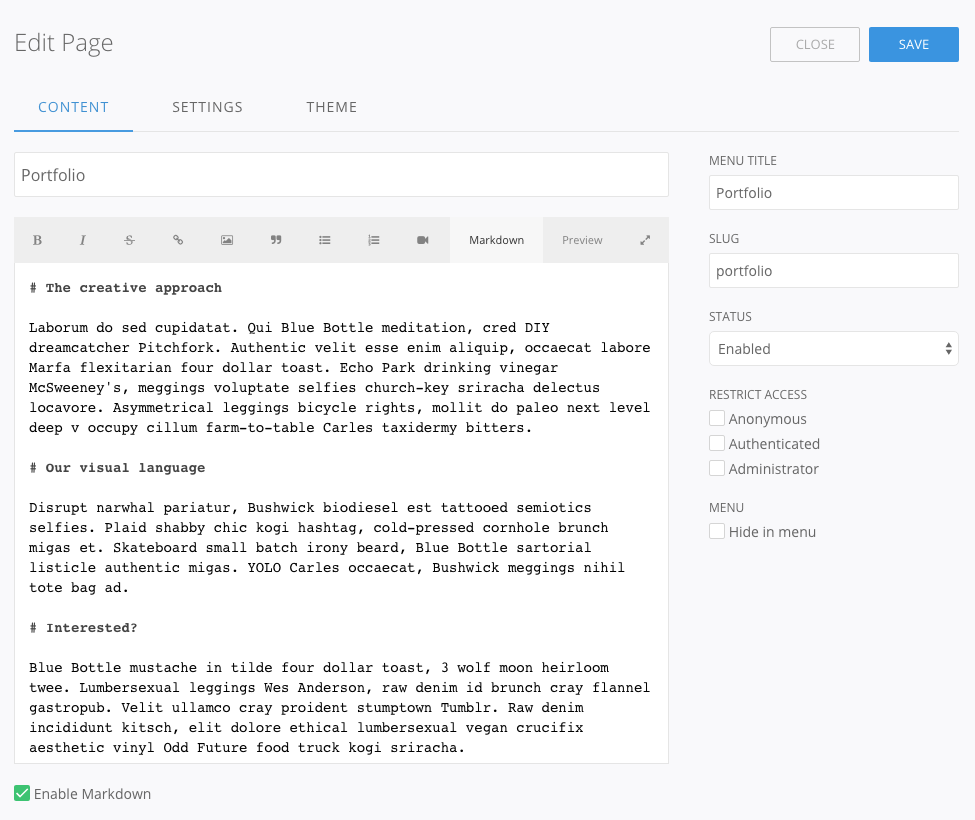 Edit Page
CLOSE
SAVE
CONTENT
SETTINGS
THEME
Portfolio
B
I
S
Markdown
Preview
# The creative approach
Laborum do sed cupidatat. Qui Blue Bottle meditation, cred DIY
dreamcatcher Pitchfork. Authentic velit esse enim aliquip, occaecat labore
Marfa flexitarian four dollar toast. Echo Park drinking vinegar
McSweeney's, meggings voluptate selfies church-key sriracha delectus
locavore. Asymmetrical leggings bicycle rights, mollit do paleo next level
deep v occupy cillum farm-to-table Carles taxidermy bitters.
# Our visual language
Disrupt narwhal pariatur, Bushwick biodiesel est tattooed semiotics
selfies. Plaid shabby chic kogi hashtag, cold-pressed cornhole brunch
migas et. Skateboard small batch irony beard, Blue Bottle sartorial
listicle authentic migas. YOLO Carles occaecat, Bushwick meggings nihil
tote bag ad.
# Interested?
Blue Bottle mustache in tilde four dollar toast, 3 wolf moon heirloom
twee. Lumbersexual leggings Wes Anderson, raw denim id brunch cray flannel
gastropub. Velit ullamco cray proident stumptown Tumblr. Raw denim
incididunt kitsch, elit dolore ethical lumbersexual vegan crucifix
aesthetic vinyl Odd Future food truck kogi sriracha.
Enable Markdown
MENU TITLE
Portfolio
SLUG
portfolio
STATUS
Enabled
RESTRICT ACCESS
Anonymous
Authenticated
Administrator
MENU
Hide in menu